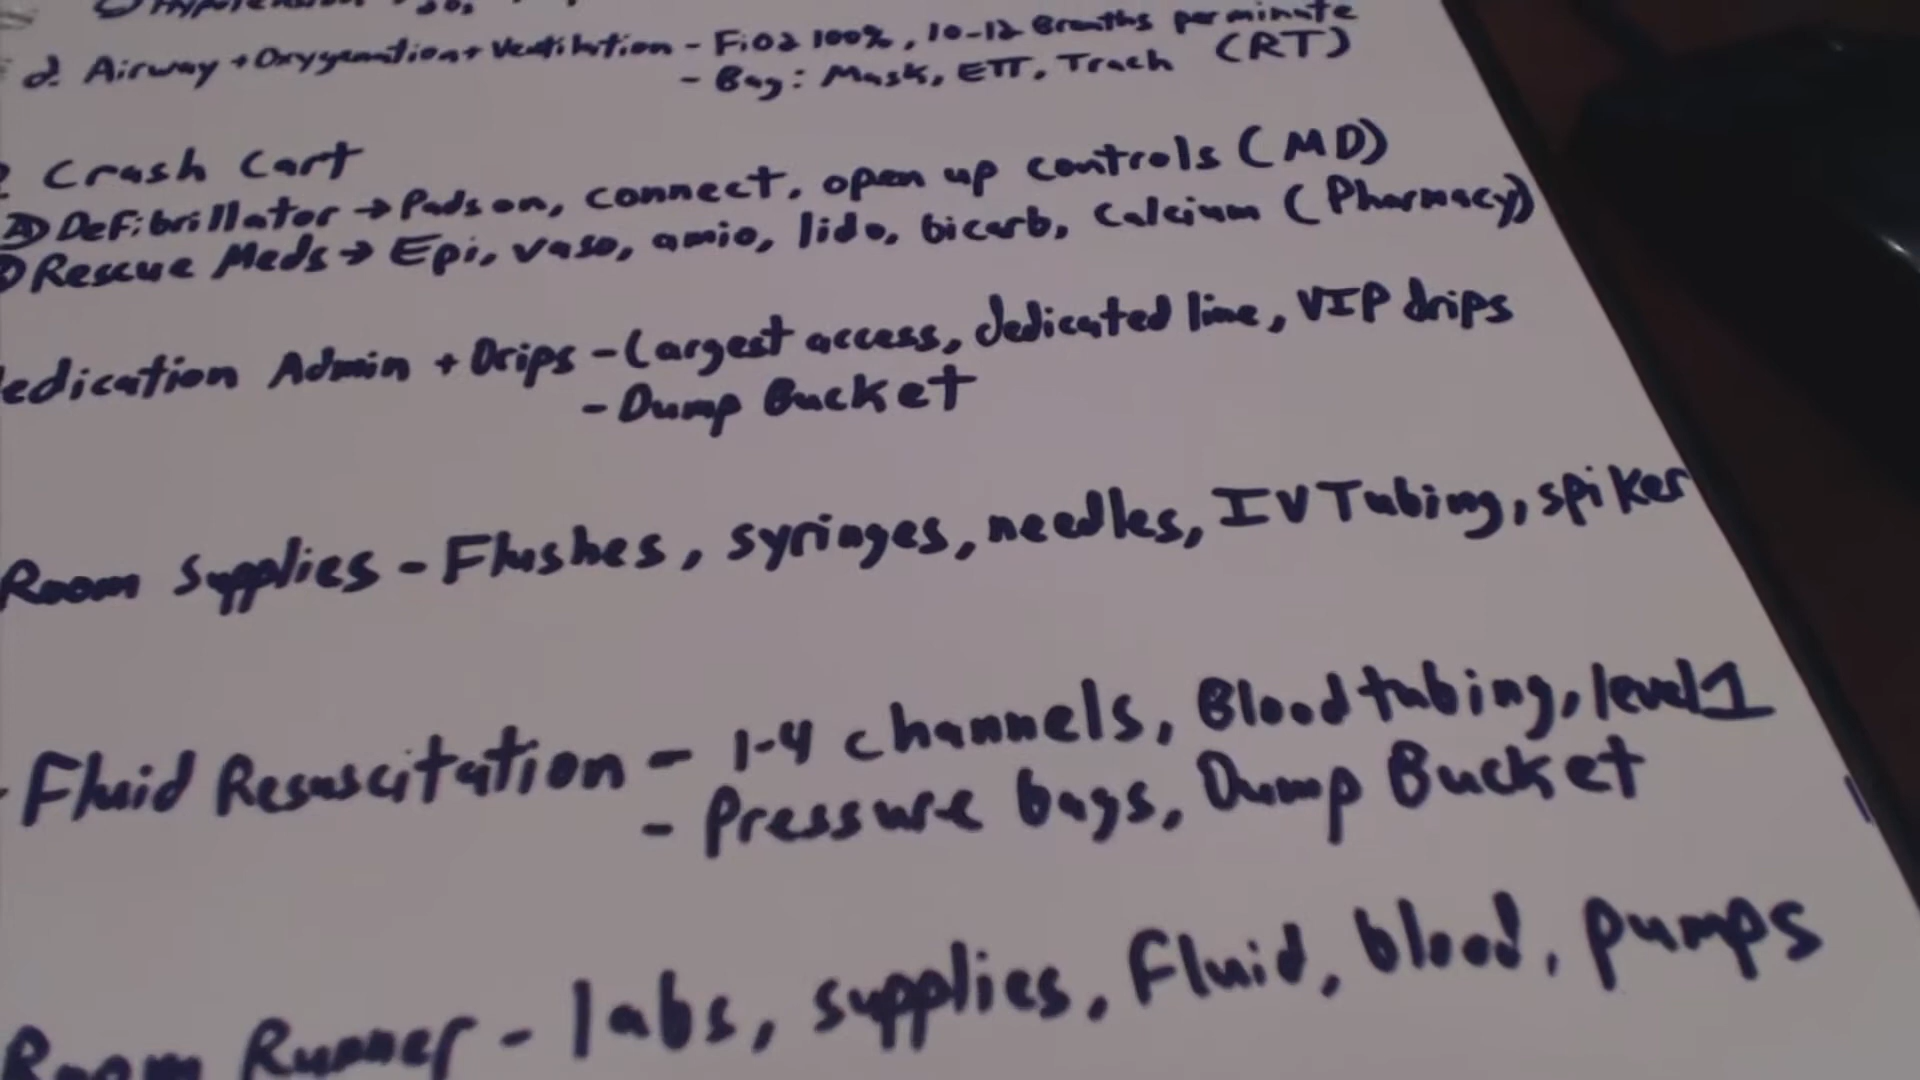 d. Airway + Oxygenation + Ventilation - FiO2 100%, 10-12 Breaths per minute
- Bag: Mask, ETT, Trach (RT)
Crash Cart
A) Defibrillator → Pads on, connect, open up controls (MD)
Rescue Meds → Epi, vaso, amio, lido, bicarb, Calcium (Pharmacy)
edication Admin + Drips - Largest access, dedicated line, VIP drips
- Dump Bucket
Room Supplies - Flushes, syringes, needles, IV Tubing, spiker
Fluid Resuscitation - 1-4 channels, Blood tubing, level 1
- Pressure bags, Dump Bucket
Room Runner - labs, supplies, Fluid, blood, pumps